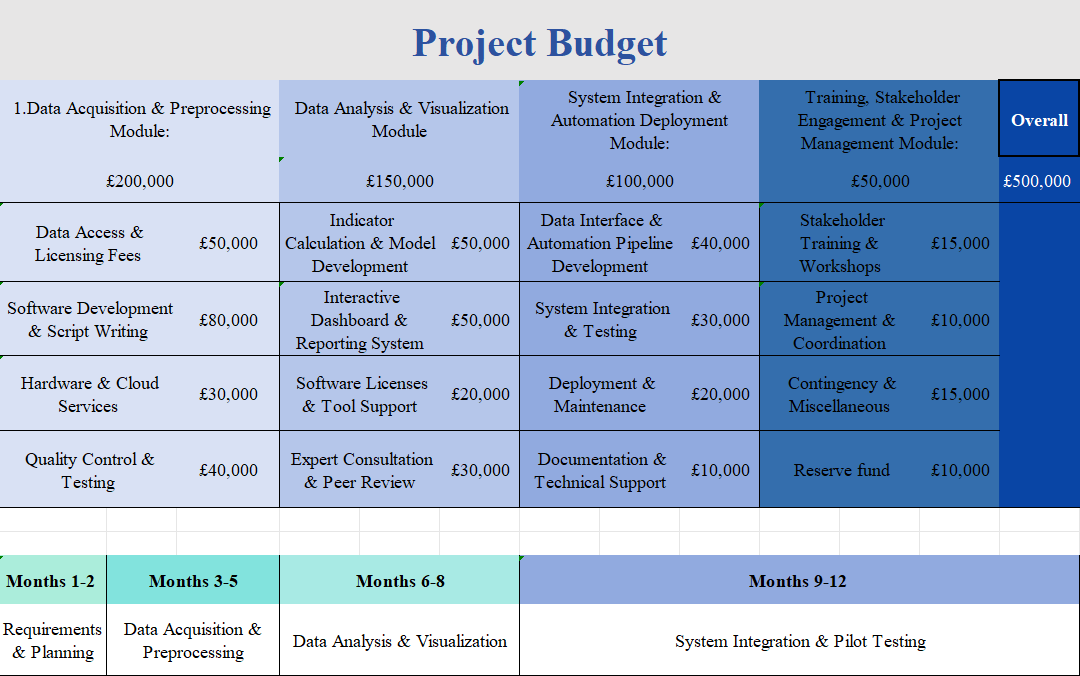 Project Budget
1.Data Acquisition & Preprocessing
Module:
£200,000
Data Analysis & Visualization
Module
£150,000
System Integration &
Automation Deployment
Module:
£100,000
Training, Stakeholder
Engagement & Project
Management Module:
£50,000
Overall
£500,000
Data Access &
Licensing Fees
£50,000
Indicator
Calculation & Model
Development
£50,000
Data Interface &
Automation Pipeline
Development
£40,000
Stakeholder
Training &
Workshops
£15,000
Software Development
& Script Writing
£80,000
Interactive
Dashboard &
Reporting System
£50,000
System Integration
& Testing
£30,000
Project
Management &
Coordination
£10,000
Hardware & Cloud
Services
£30,000
Software Licenses
& Tool Support
£20,000
Deployment &
Maintenance
£20,000
Contingency &
Miscellaneous
£15,000
Quality Control &
Testing
£40,000
Expert Consultation
& Peer Review
£30,000
Documentation &
Technical Support
£10,000
Reserve fund
£10,000
Months 1-2
Months 3-5
Months 6-8
Months 9-12
Requirements
& Planning
Data Acquisition &
Preprocessing
Data Analysis & Visualization
System Integration & Pilot Testing